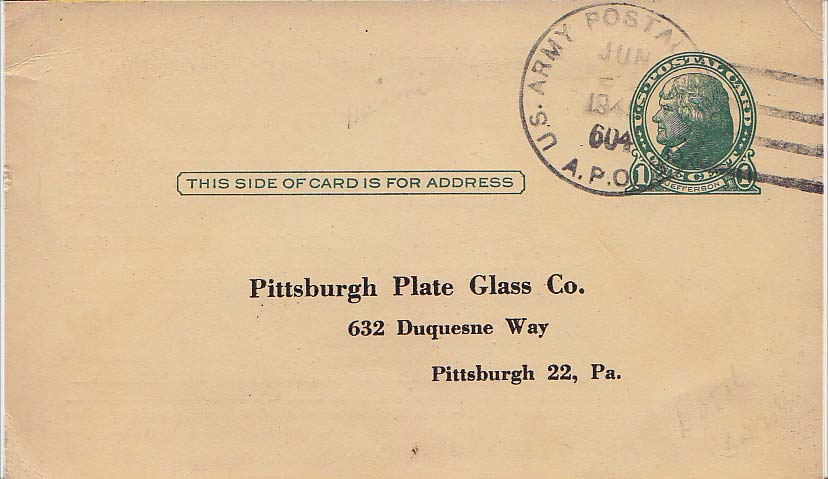 U.S. ARMY POSTAL
JUN
194
604
A.P.O.
U.S. POSTAL CARD
ONE CENT
1 JEFFERSON 1
THIS SIDE OF CARD IS FOR ADDRESS
Pittsburgh Plate Glass Co.
632 Duquesne Way
Pittsburgh 22, Pa.